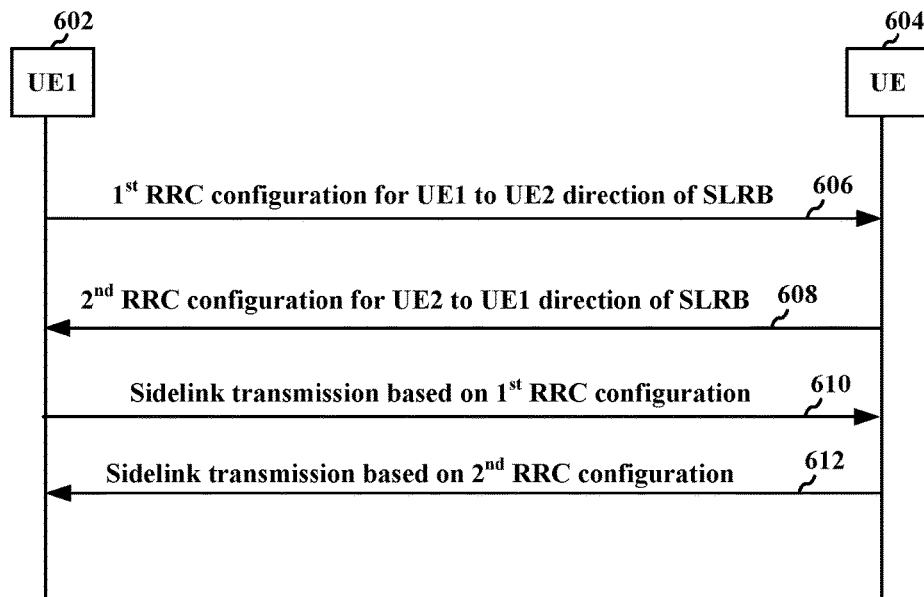 602
604
UE1
UE
1st RRC configuration for UE1 to UE2 direction of SLRB
606
2nd RRC configuration for UE2 to UE1 direction of SLRB
608
Sidelink transmission based on 1st RRC configuration
610
Sidelink transmission based on 2nd RRC configuration
612